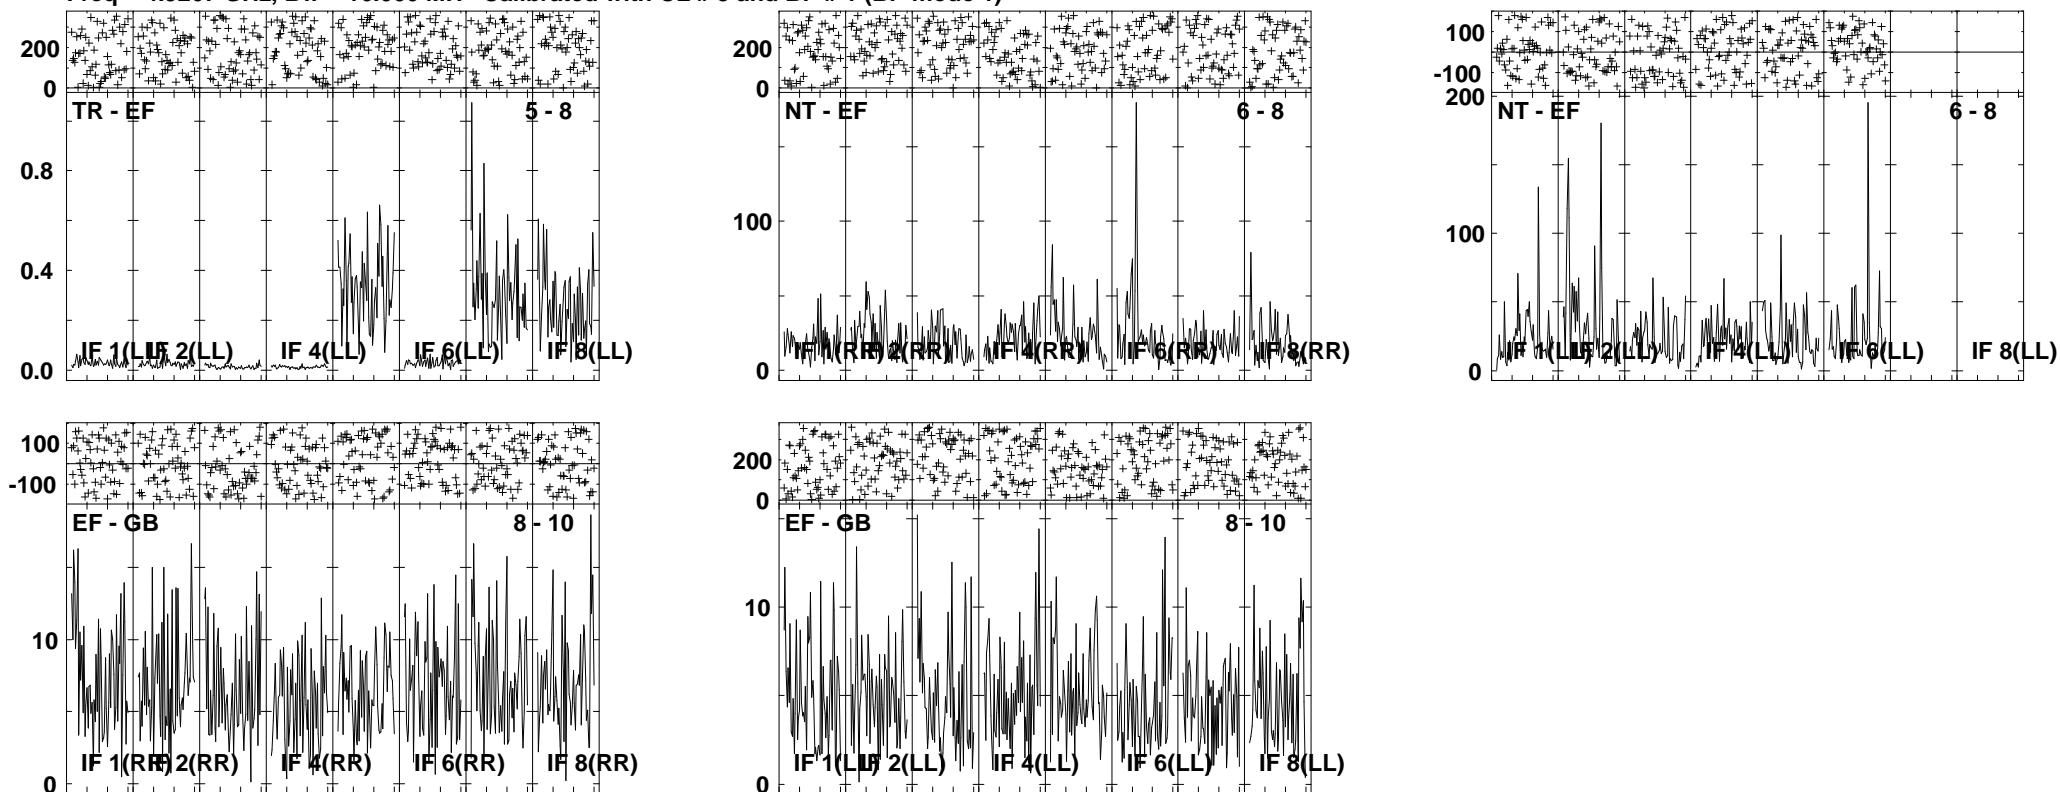 200
0
TR - EF
5 - 8
0.8
0.4
0.0
IF 1(LL)
IF 2(LL)
IF 4(LL)
IF 6(LL)
IF 8(LL)
200
0
NT - EF
6 - 8
100
0
IF 1(RR)
IF 2(RR)
IF 4(RR)
IF 6(RR)
IF 8(RR)
100
-100
200
NT - EF
6 - 8
100
0
IF 1(LL)
IF 2(LL)
IF 4(LL)
IF 6(LL)
IF 8(LL)
100
-100
EF - GB
8 - 10
10
0
IF 1(RR)
IF 2(RR)
IF 4(RR)
IF 6(RR)
IF 8(RR)
200
0
EF - GB
8 - 10
10
0
IF 1(LL)
IF 2(LL)
IF 4(LL)
IF 6(LL)
IF 8(LL)